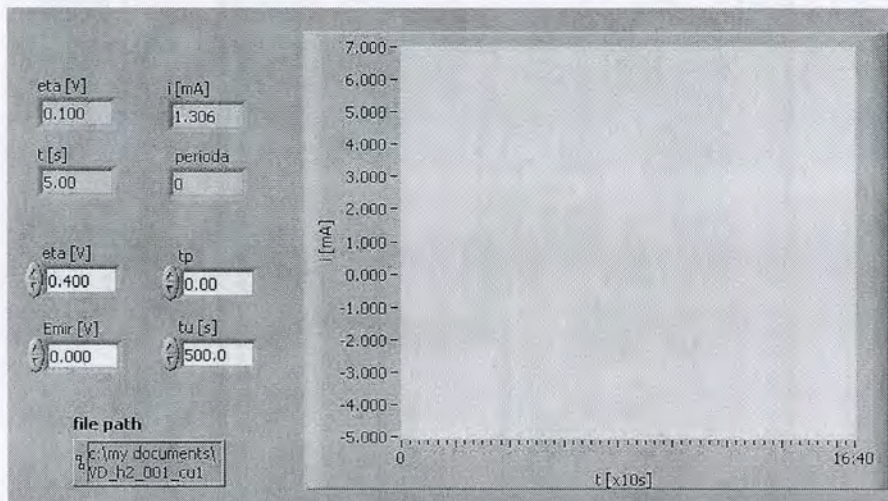 eta [V]
i [mA]
0.100
1.306
t [s]
perioda
5.00
0
eta [V]
tp
0.400
0.00
Emir [V]
tu [s]
0.000
500.0
file path
c:\my documents\
VD_h2_001_cu1
7.000
6.000
5.000
4.000
3.000
2.000
1.000
0.000
-1.000
-2.000
-3.000
-4.000
-5.000
i [mA]
0
16:40
t [x10s]